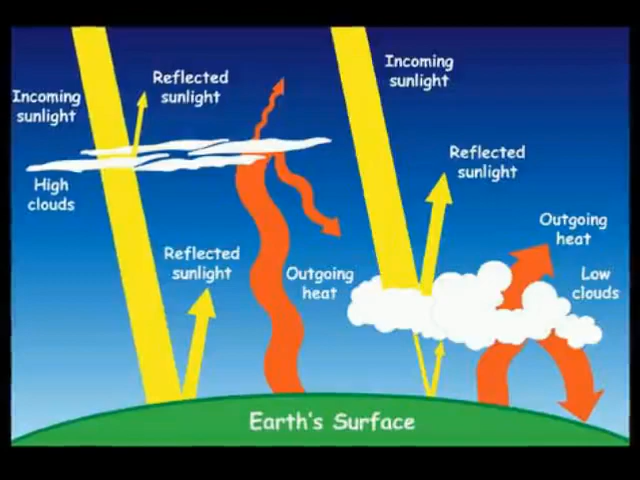 Incoming
sunlight
Reflected
sunlight
High
clouds
Reflected
sunlight
Outgoing
heat
Incoming
sunlight
Reflected
sunlight
Outgoing
heat
Low
clouds
Earth's Surface